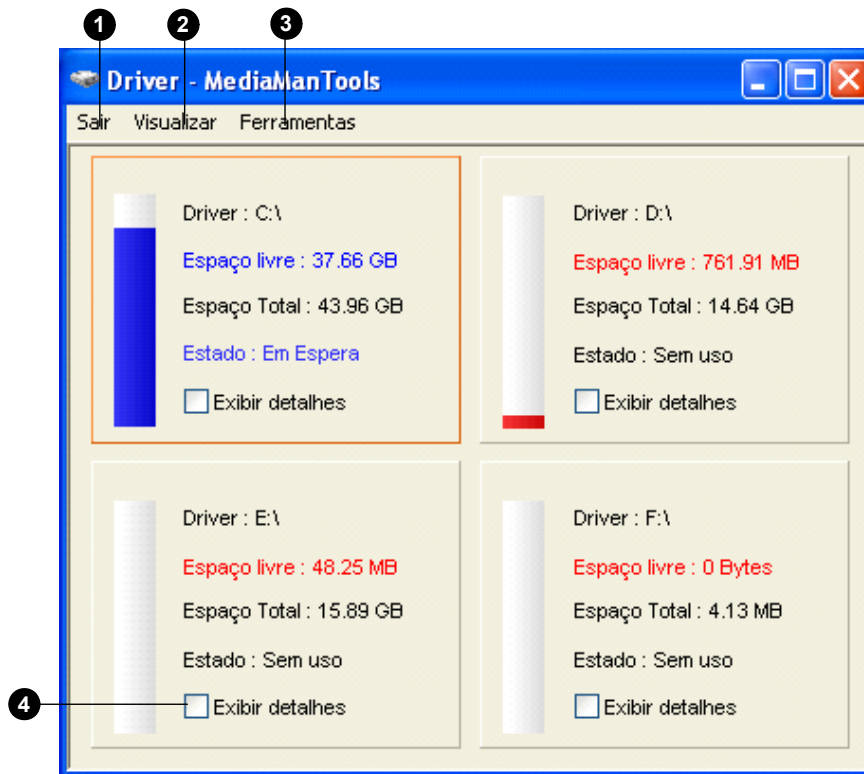 1 2 3
Driver - MediaManTools
Sair Visualizar Ferramentas
Driver : C:\
Espaço livre : 37.66 GB
Espaço Total : 43.96 GB
Estado : Em Espera
Exibir detalhes
Driver : D:\
Espaço livre : 761.91 MB
Espaço Total : 14.64 GB
Estado : Sem uso
Exibir detalhes
Driver : E:\
Espaço livre : 48.25 MB
Espaço Total : 15.89 GB
Estado : Sem uso
4 Exibir detalhes
Driver : F:\
Espaço livre : 0 Bytes
Espaço Total : 4.13 MB
Estado : Sem uso
Exibir detalhes